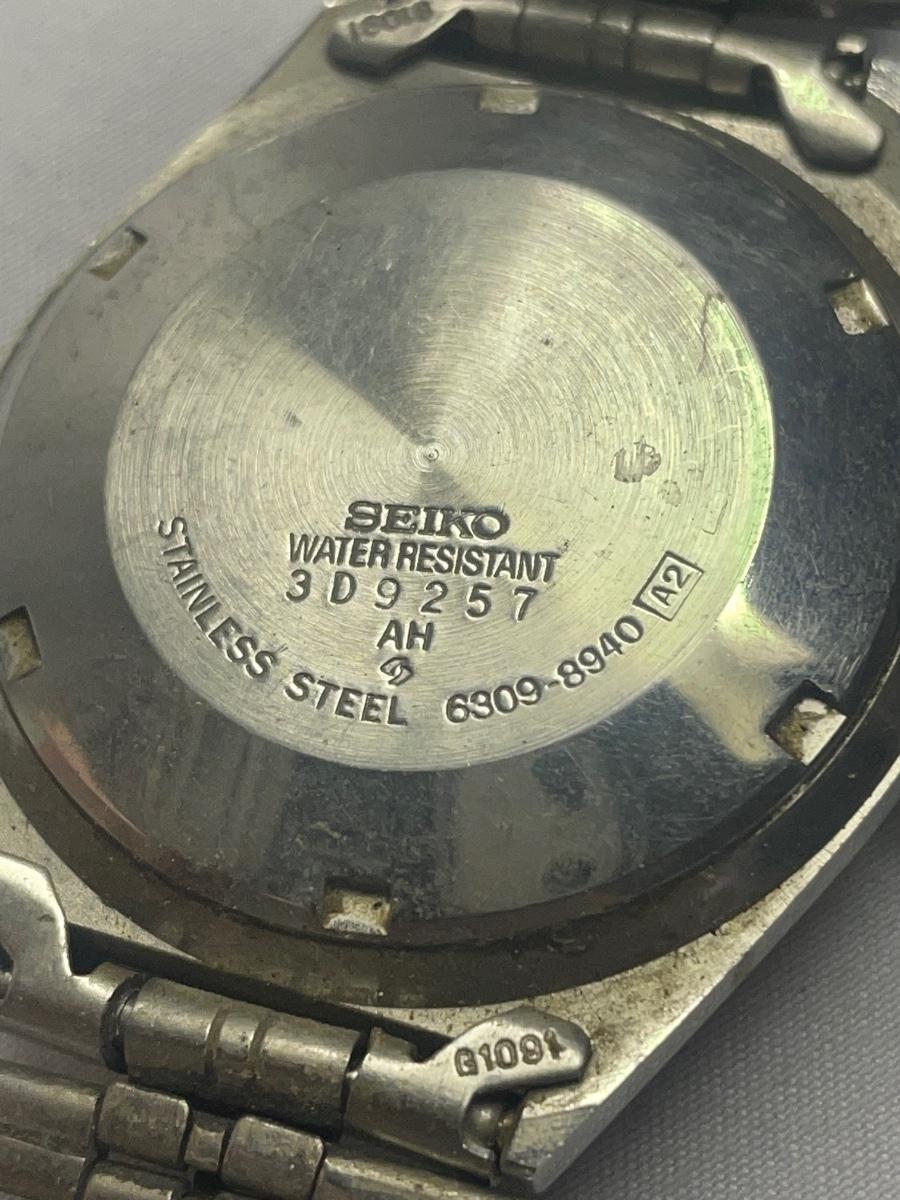 SEIKO
WATER RESISTANT
3D9257
AH
STAINLESS STEEL 6309-8940 A2
G1091